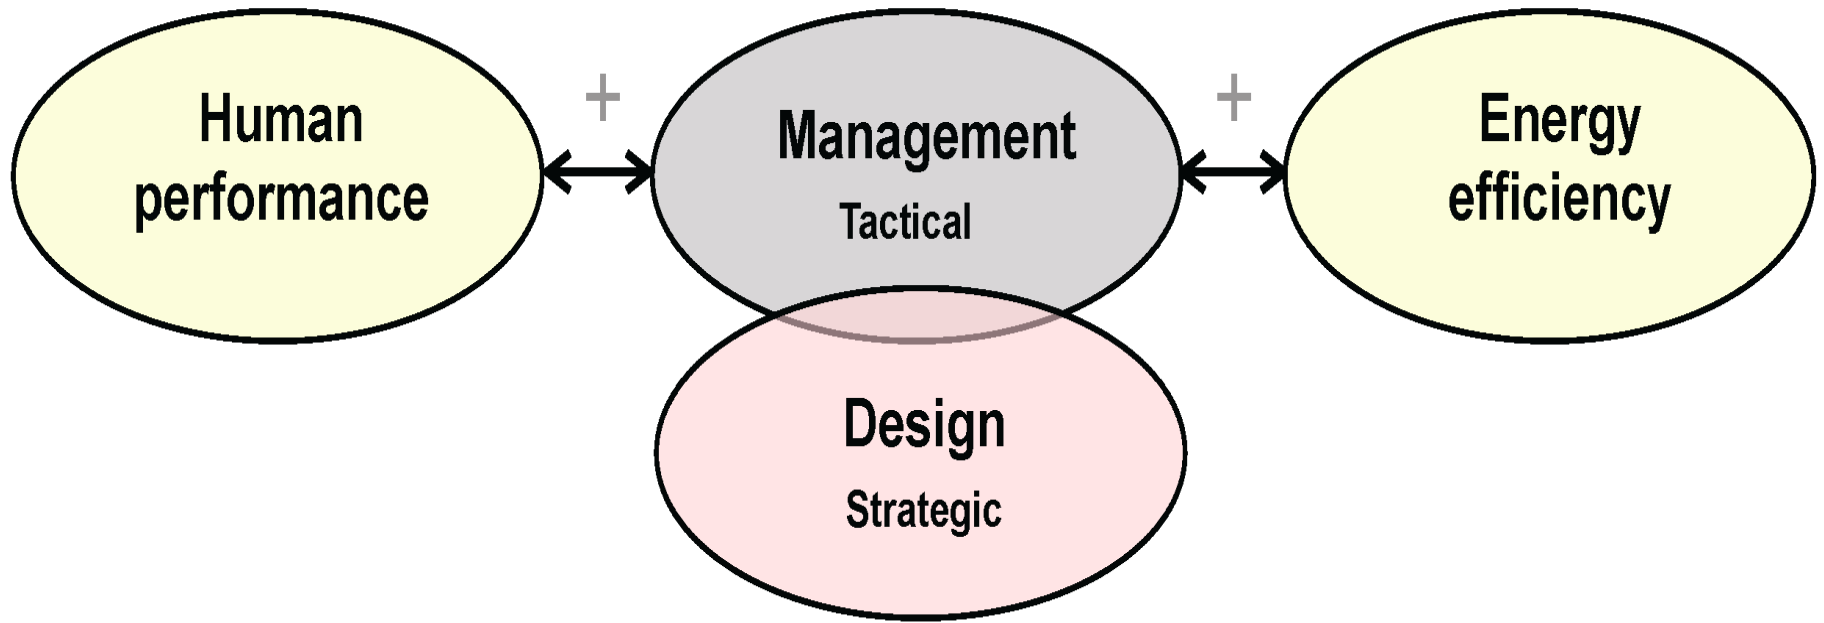 Human
performance
+
Management
Tactical
+
Energy
efficiency
Design
Strategic